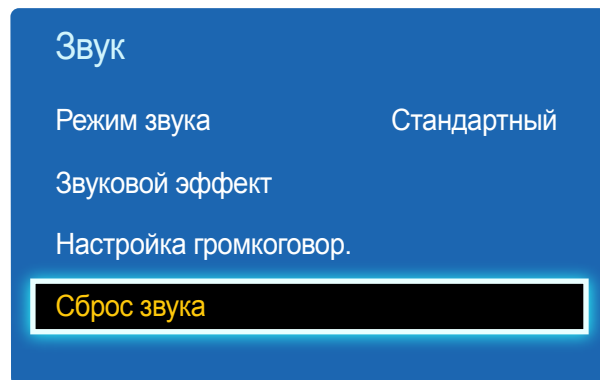 Звук
Режим звука Стандартный
Звуковой эффект
Настройка громкоговор.
Сброс звука